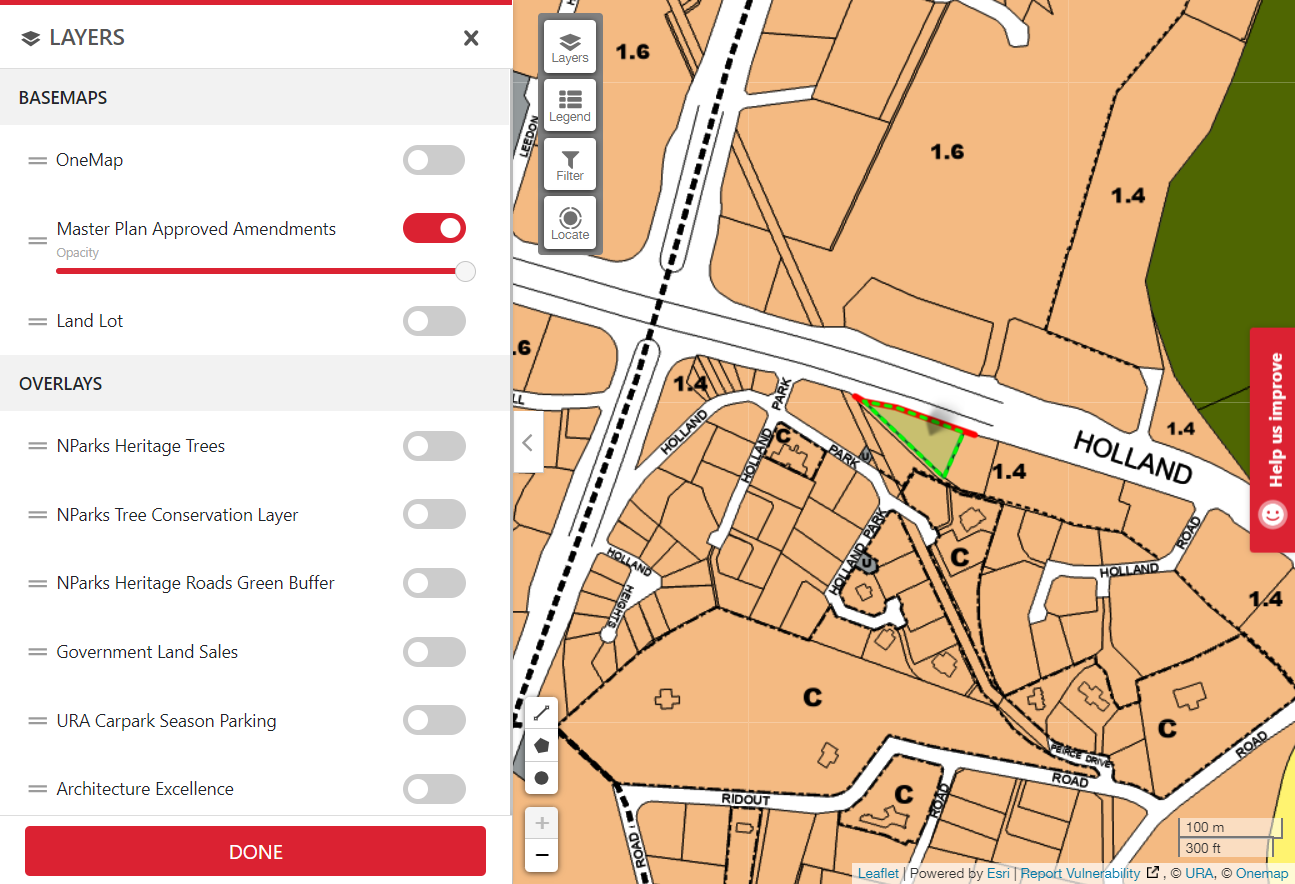 LAYERS
BASEMAPS
OneMap
Master Plan Approved Amendments
Opacity
Land Lot
OVERLAYS
NParks Heritage Trees
NParks Tree Conservation Layer
NParks Heritage Roads Green Buffer
Government Land Sales
URA Carpark Season Parking
Architecture Excellence
DONE
Layers
Legend
Filter
Locate
1.6
LEEDON
1.6
1.4
.6
1.4
LL
HOLLAND
PARK
HOLLAND
C
PARK
U
HOLLAND
1.4
1.4
Help us improve
HOLLAND PARK
U
C
ROAD
HOLLAND
1.4
HOLLAND
HEIGHTS
C
C
PEIRCE DRIVE
ROAD
ROAD
RIDOUT
C
ROAD
ROAD
+
−
100 m
300 ft
Leaflet | Powered by Esri | Report Vulnerability , © URA, © Onemap